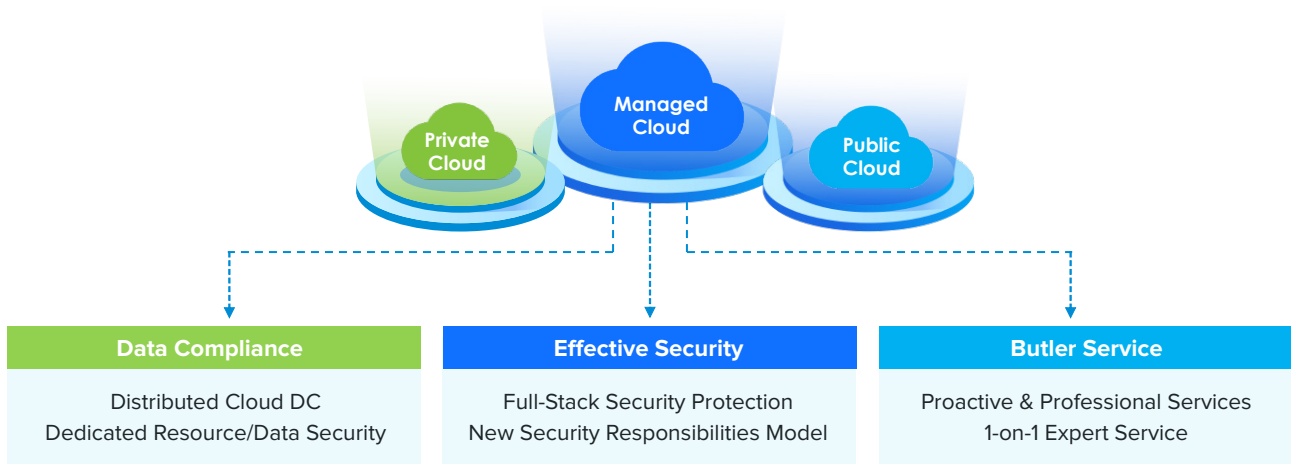 Private
Cloud
Managed
Cloud
Public
Cloud
Data Compliance
Distributed Cloud DC
Dedicated Resource/Data Security
Effective Security
Full-Stack Security Protection
New Security Responsibilities Model
Butler Service
Proactive & Professional Services
1-on-1 Expert Service